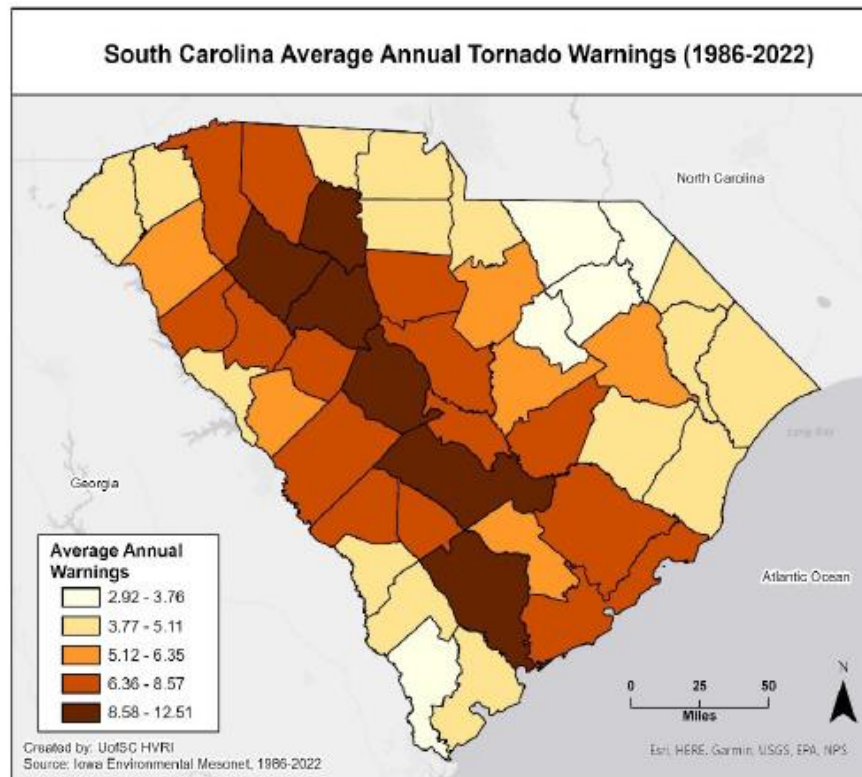 South Carolina Average Annual Tornado Warnings (1986-2022)
North Carolina
Long Bay
Georgia
Atlantic Ocean
Average Annual
Warnings
2.92 - 3.76
3.77 - 5.11
5.12 - 6.35
6.36 - 8.57
8.58 - 12.51
0 25 50
Miles
N
Created by: UofSC HVRI
Source: Iowa Environmental Mesonet, 1986-2022
Esri, HERE, Garmin, USGS, EPA, NPS